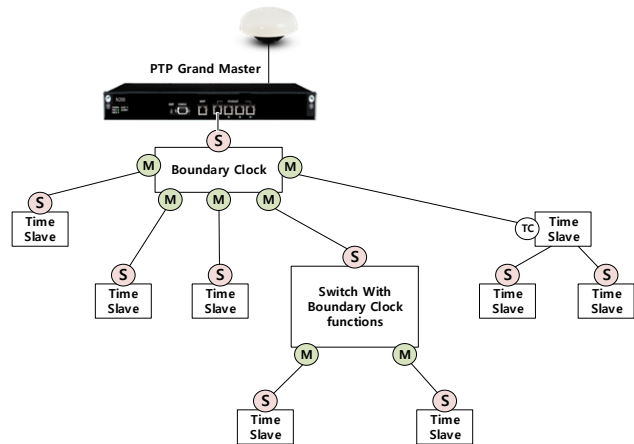 PTP Grand Master
S
M
Boundary Clock
M
S
M
M
M
Time
Slave
TC
Time
Slave
S
S
S
S
S
Time
Slave
Time
Slave
Switch With
Boundary Clock
functions
Time
Slave
Time
Slave
M
M
S
S
Time
Slave
Time
Slave